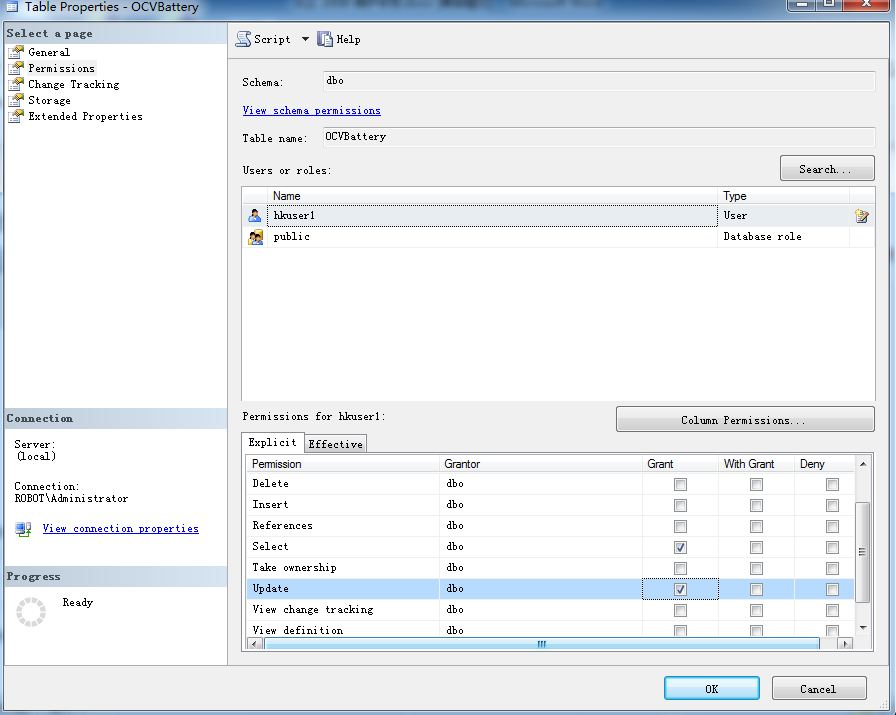 Table Properties - OCVBattery
Select a page
General
Permissions
Change Tracking
Storage
Extended Properties
Script
Help
Schema:
dbo
View schema permissions
Table name:
OCVBattery
Users or roles:
Search...
Name Type
hkuser1 User
public Database role
Permissions for hkuser1:
Column Permissions...
Explicit Effective
Permission Grantor Grant With Grant Deny
Delete dbo
Insert dbo
References dbo
Select dbo
Take ownership dbo
Update dbo
View change tracking dbo
View definition dbo
Connection
Server:
(local)
Connection:
ROBOT\Administrator
View connection properties
Progress
Ready
OK
Cancel